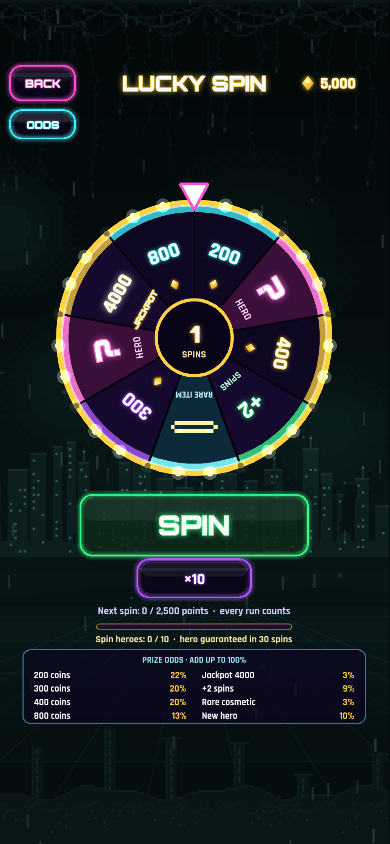 BACK
LUCKY SPIN
5,000
ODDS
800
200
4000
JACKPOT
?
HERO
?
HERO
400
300
+2
SPINS
RARE ITEM
1
SPINS
SPIN
×10
Next spin: 0 / 2,500 points · every run counts
Spin heroes: 0 / 10 · hero guaranteed in 30 spins
PRIZE ODDS · ADD UP TO 100%
200 coins 22% Jackpot 4000 3%
300 coins 20% +2 spins 9%
400 coins 20% Rare cosmetic 3%
800 coins 13% New hero 10%